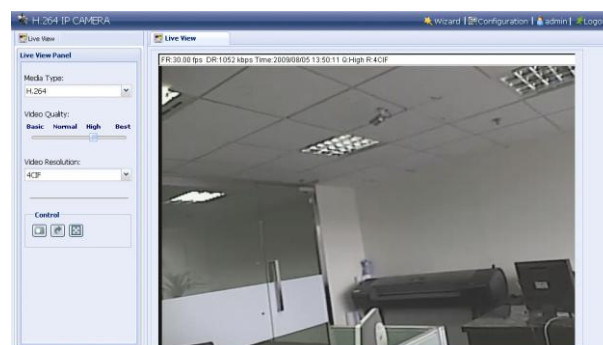 H.264 IP CAMERA
Wizard | Configuration | admin | Logo
Live View
Live View
Live View Panel
FR:30.00 fps DR:1052 kbps Time:2009/08/05 13:50:11 Q:High R:4CIF
Media Type:
H.264
Video Quality:
Basic Normal High Best
Video Resolution:
4CIF
Control